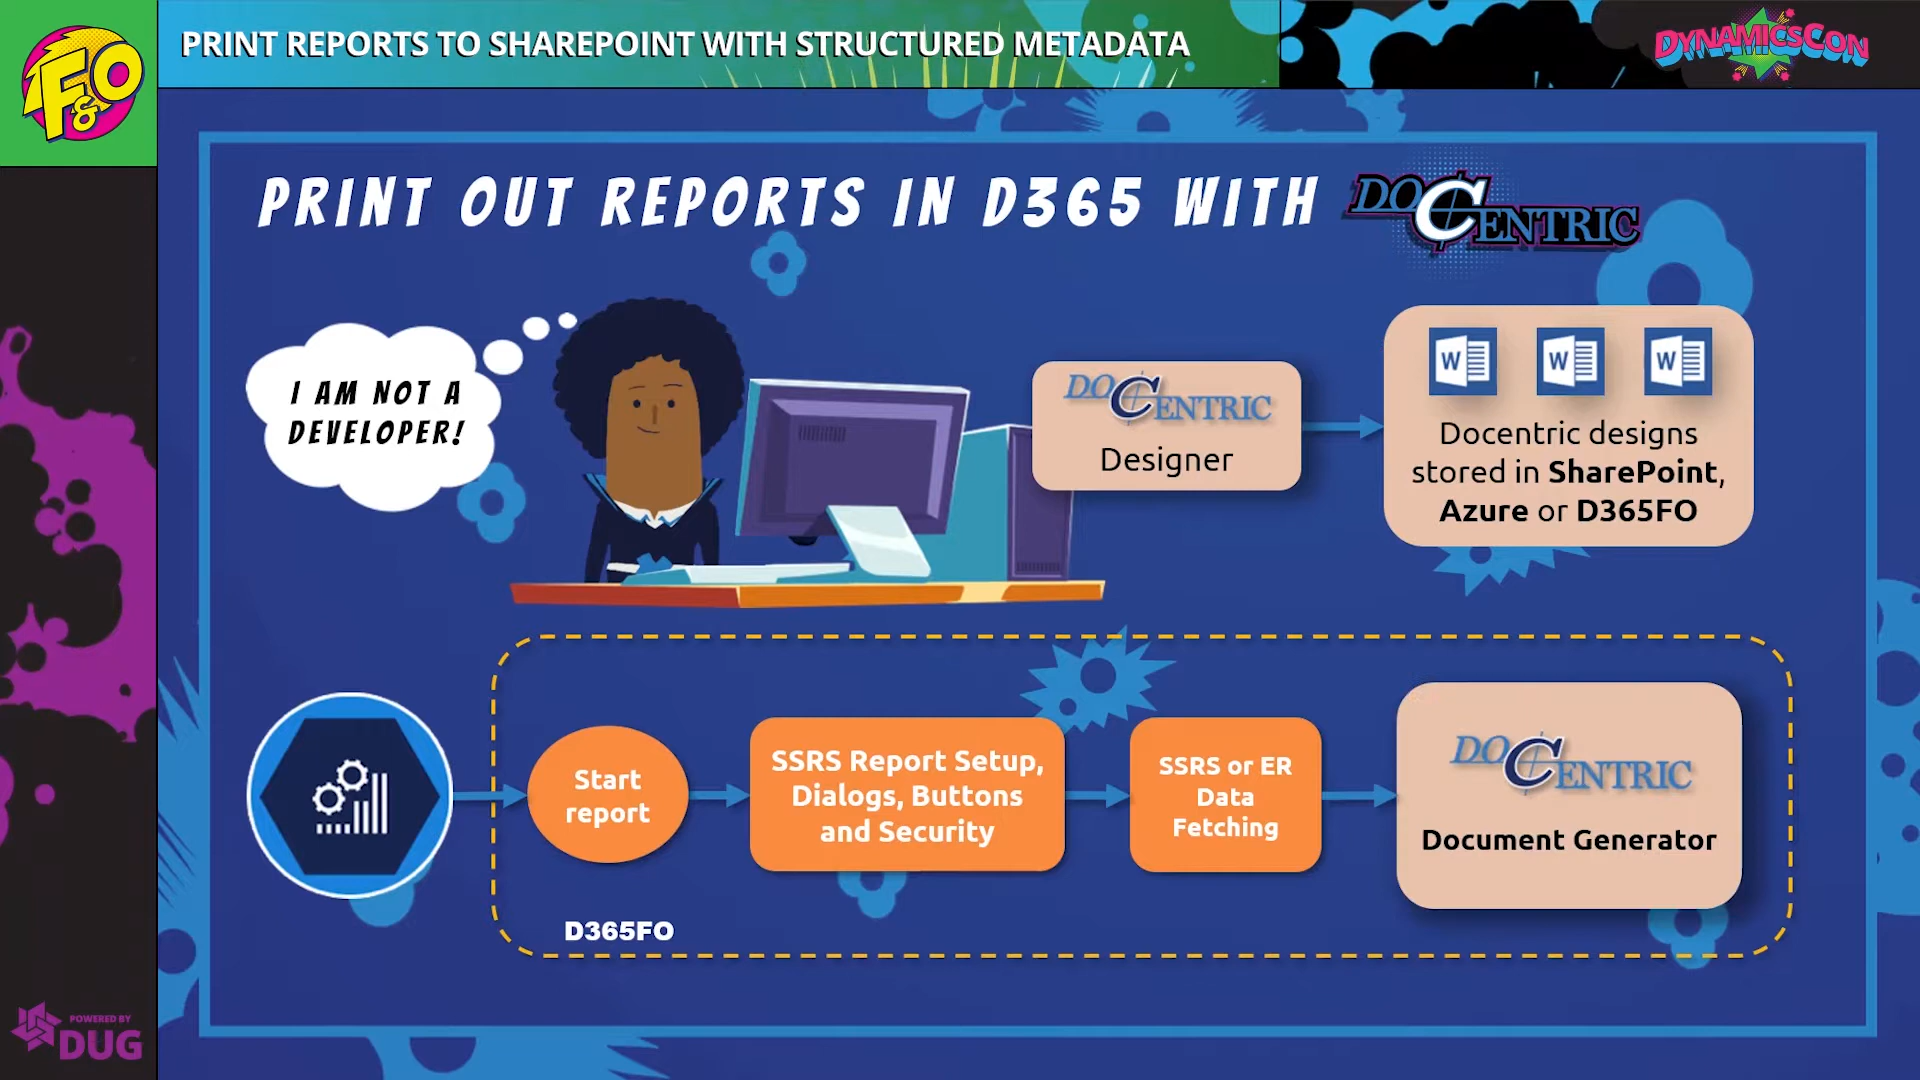 F&O
PRINT REPORTS TO SHAREPOINT WITH STRUCTURED METADATA
DYNAMICSCON
PRINT OUT REPORTS IN D365 WITH
DOCENTRIC
I AM NOT A
DEVELOPER!
DOCENTRIC
Designer
W
W
W
Docentric designs
stored in SharePoint,
Azure or D365FO
Start
report
SSRS Report Setup,
Dialogs, Buttons
and Security
SSRS or ER
Data
Fetching
DOCENTRIC
Document Generator
D365FO
POWERED BY
DUG